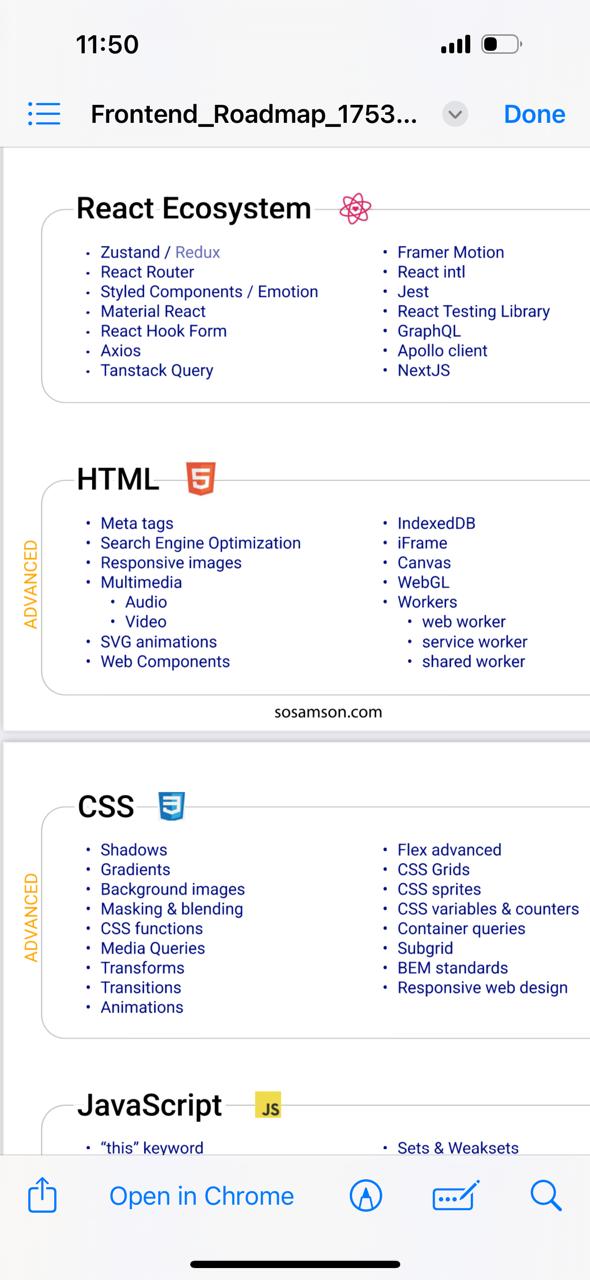 11:50
Frontend_Roadmap_1753...
Done
React Ecosystem
Zustand / Redux
React Router
Styled Components / Emotion
Material React
React Hook Form
Axios
Tanstack Query
Framer Motion
React intl
Jest
React Testing Library
GraphQL
Apollo client
NextJS
HTML
5
ADVANCED
Meta tags
Search Engine Optimization
Responsive images
Multimedia
Audio
Video
SVG animations
Web Components
IndexedDB
iFrame
Canvas
WebGL
Workers
web worker
service worker
shared worker
sosamson.com
CSS
3
ADVANCED
Shadows
Gradients
Background images
Masking & blending
CSS functions
Media Queries
Transforms
Transitions
Animations
Flex advanced
CSS Grids
CSS sprites
CSS variables & counters
Container queries
Subgrid
BEM standards
Responsive web design
JavaScript
JS
“this” keyword
Sets & Weaksets
Open in Chrome